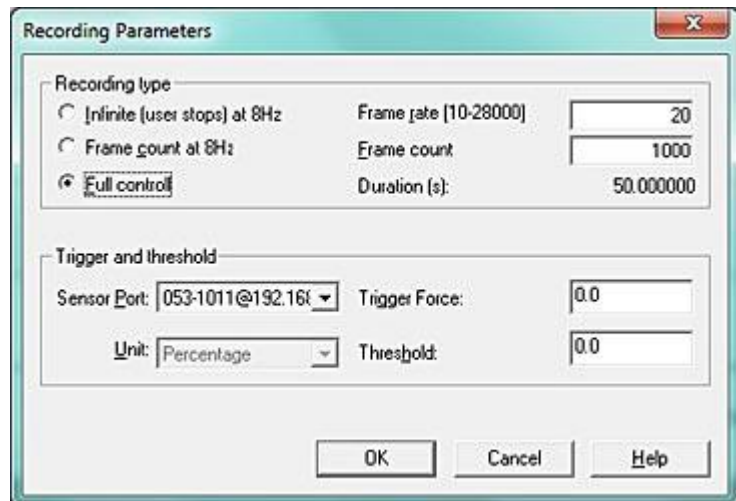 Recording Parameters
Recording type
Infinite (user stops) at 8Hz
Frame rate [10-28000]
20
Frame count at 8Hz
Frame count
1000
Full control
Duration (s):
50.000000
Trigger and threshold
Sensor Port:
053-1011@192.16
Trigger Force:
0.0
Unit:
Percentage
Threshold:
0.0
OK
Cancel
Help